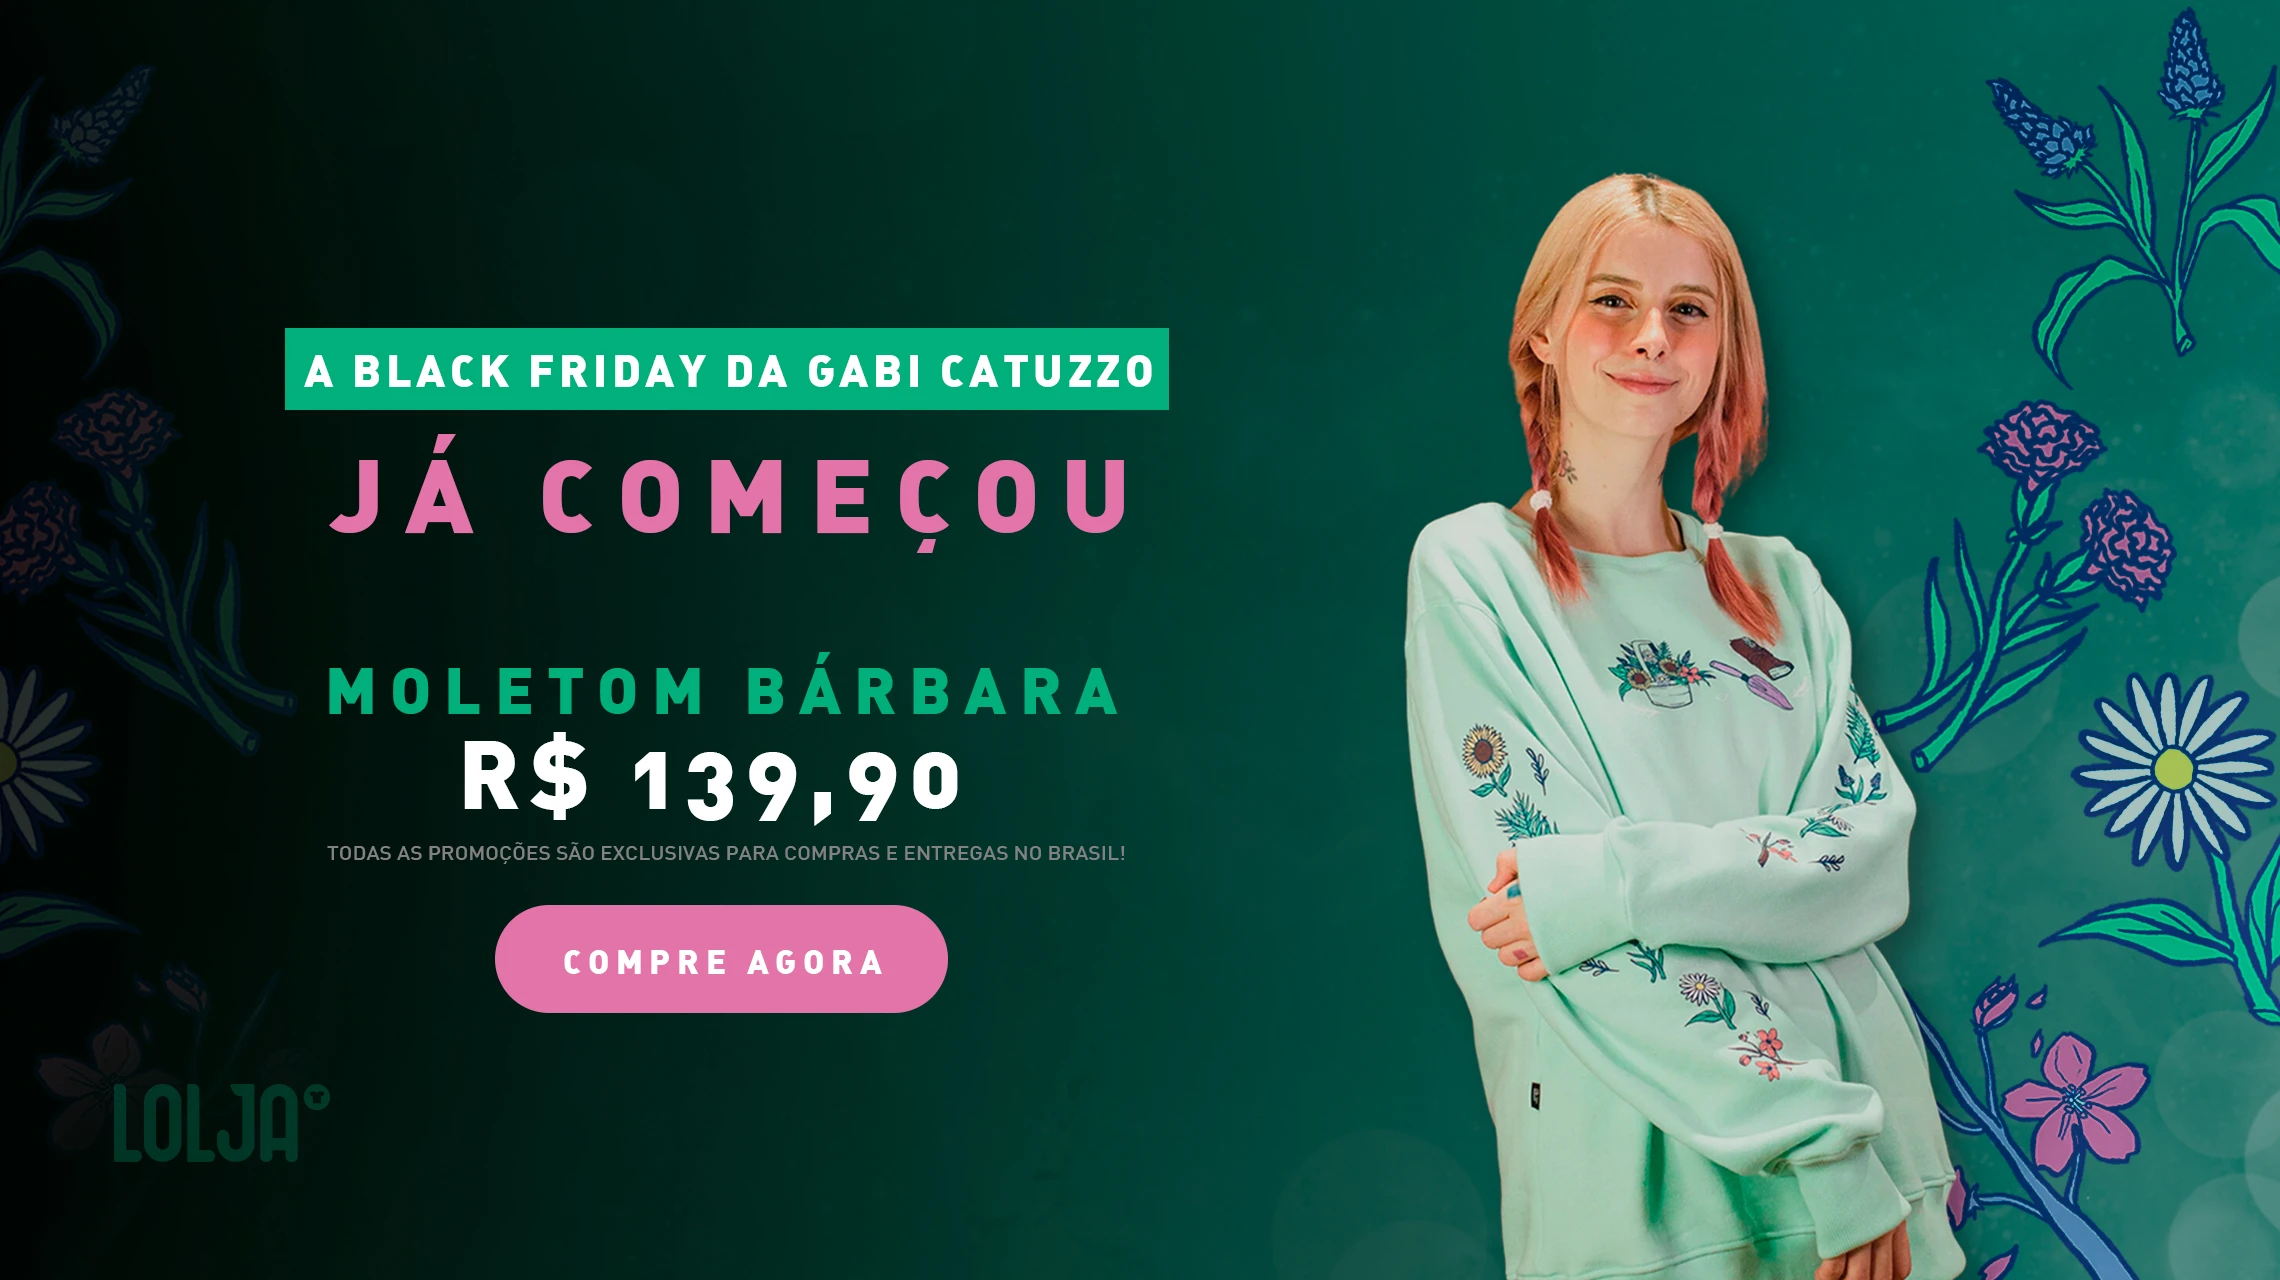 A BLACK FRIDAY DA GABI CATUZZO
JÁ COMEÇOU
MOLETOM BÁRBARA
R$ 139,90
TODAS AS PROMOÇÕES SÃO EXCLUSIVAS PARA COMPRAS E ENTREGAS NO BRASIL!
COMPRE AGORA
LOLJA